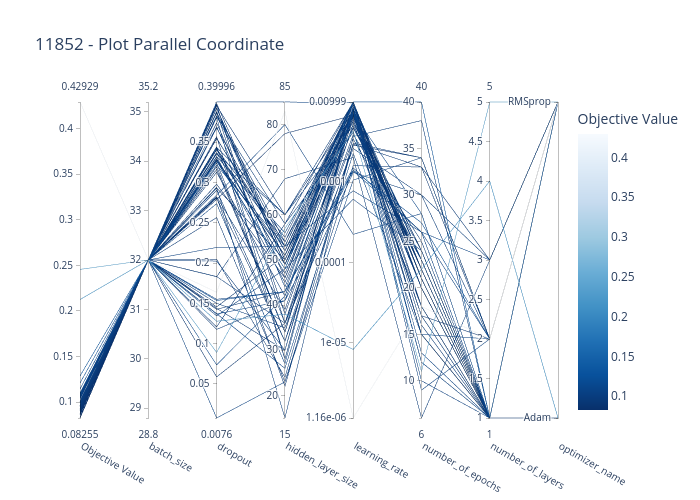 11852 - Plot Parallel Coordinate
0.42929 35.2 0.39996 85 0.00999 40 5 RMSprop
Objective Value
0.4 0.35 0.3 0.25 0.2 0.15 0.1
35 34 33 32 31 30 29
0.35 0.3 0.25 0.2 0.15 0.1 0.05
80 70 60 50 40 30 20
0.001 0.0001 1e-05 1.16e-06
40 35 30 25 20 15 10
5 4.5 4 3.5 3 2.5 2 1.5 1
Adam
0.08255 28.8 0.0076 15 6 1
Objective Value
batch_size
dropout
hidden_layer_size
learning_rate
number_of_epochs
number_of_layers
optimizer_name
0.4
0.35
0.3
0.25
0.2
0.15
0.1